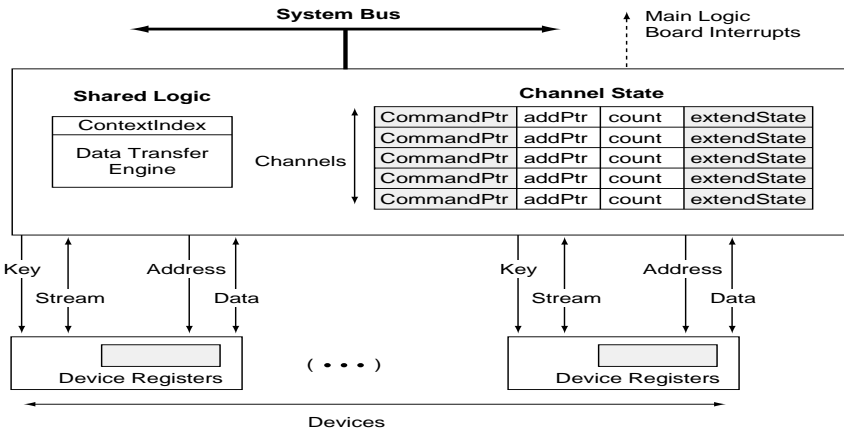 System Bus
Main Logic
Board Interrupts
Shared Logic
ContextIndex
Data Transfer
Engine
Channels
Channel State
CommandPtr addPtr count extendState
CommandPtr addPtr count extendState
CommandPtr addPtr count extendState
CommandPtr addPtr count extendState
CommandPtr addPtr count extendState
Key Address Key Address
Stream Data Stream Data
Device Registers ( • • • ) Device Registers
Devices